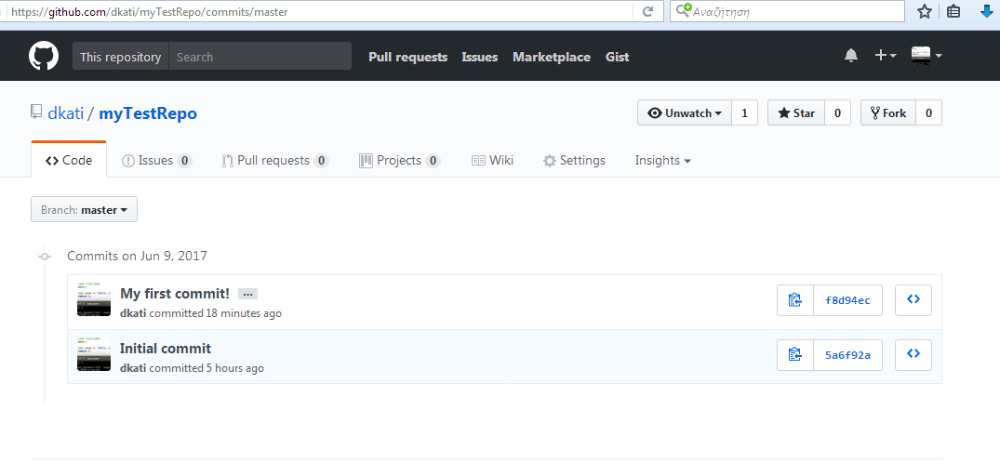 https://github.com/dkati/myTestRepo/commits/master
Αναζήτηση
This repository Search Pull requests Issues Marketplace Gist
dkati / myTestRepo Unwatch 1 Star 0 Fork 0
Code Issues 0 Pull requests 0 Projects 0 Wiki Settings Insights
Branch: master
Commits on Jun 9, 2017
My first commit! …
dkati committed 18 minutes ago
f8d94ec
Initial commit
dkati committed 5 hours ago
5a6f92a